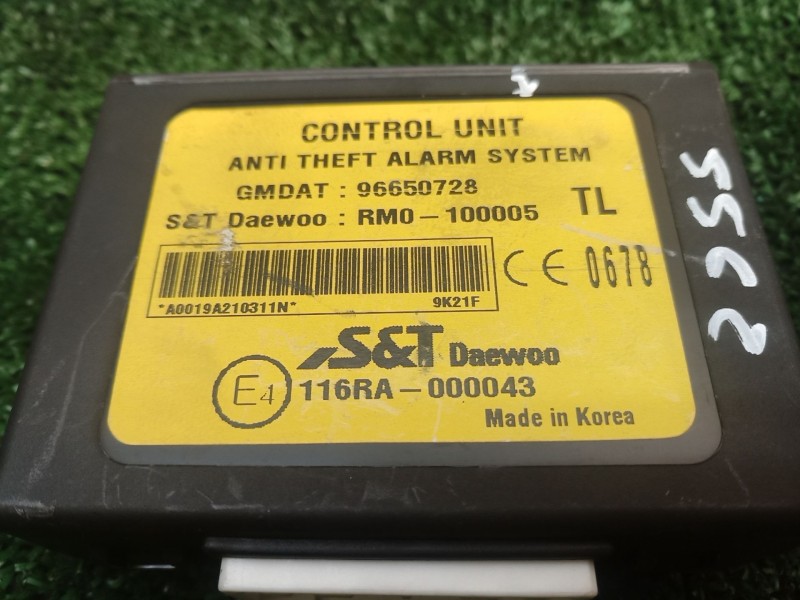 CONTROL UNIT
ANTI THEFT ALARM SYSTEM
GMDAT : 96650728
S&T Daewoo : RM0-100005 TL
CE 0678
*A0019A210311N* 9K21F
S&T Daewoo
E4 116RA-000043
Made in Korea